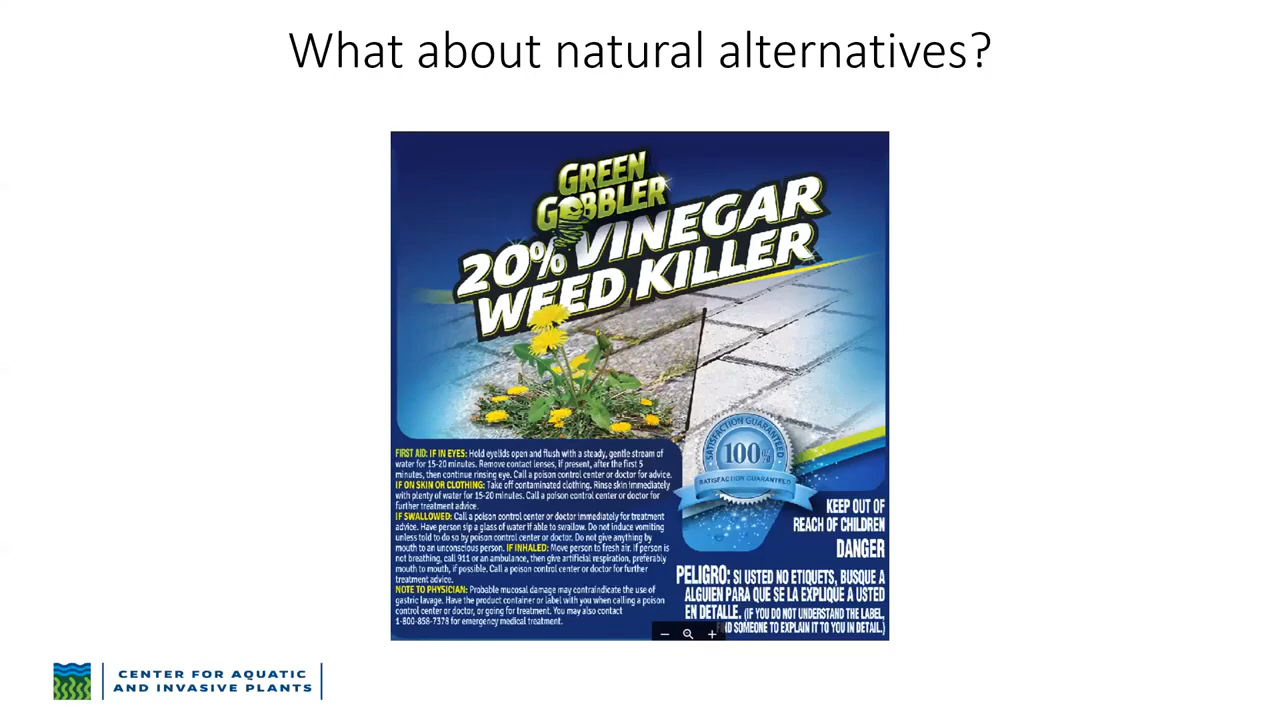 What about natural alternatives?
GREEN
GOBBLER
20% VINEGAR
WEED KILLER
SATISFACTION GUARANTEED
100%
SATISFACTION GUARANTEED
FIRST AID: IF IN EYES: Hold eyelids open and flush with a steady, gentle stream of
water for 15-20 minutes. Remove contact lenses, if present, after the first 5
minutes, then continue rinsing eye. Call a poison control center or doctor for advice.
IF ON SKIN OR CLOTHING: Take off contaminated clothing. Rinse skin immediately
with plenty of water for 15-20 minutes. Call a poison control center or doctor for
further treatment advice.
IF SWALLOWED: Call a poison control center or doctor immediately for treatment
advice. Have person sip a glass of water if able to swallow. Do not induce vomiting
unless told to do so by poison control center or doctor. Do not give anything by
mouth to an unconscious person. IF INHALED: Move person to fresh air. If person is
not breathing, call 911 or an ambulance, then give artificial respiration, preferably
mouth to mouth, if possible. Call a poison control center or doctor for further
treatment advice.
NOTE TO PHYSICIAN: Probable mucosal damage may contraindicate the use of
gastric lavage. Have the product container or label with you when calling a poison
control center or doctor, or going for treatment. You may also contact
1-800-858-7378 for emergency medical treatment.
KEEP OUT OF
REACH OF CHILDREN
DANGER
PELIGRO: SI USTED NO ETIQUETS, BUSQUE A
ALGUIEN PARA QUE SE LA EXPLIQUE A USTED
EN DETALLE. (IF YOU DO NOT UNDERSTAND THE LABEL,
FIND SOMEONE TO EXPLAIN IT TO YOU IN DETAIL.)
CENTER FOR AQUATIC
AND INVASIVE PLANTS